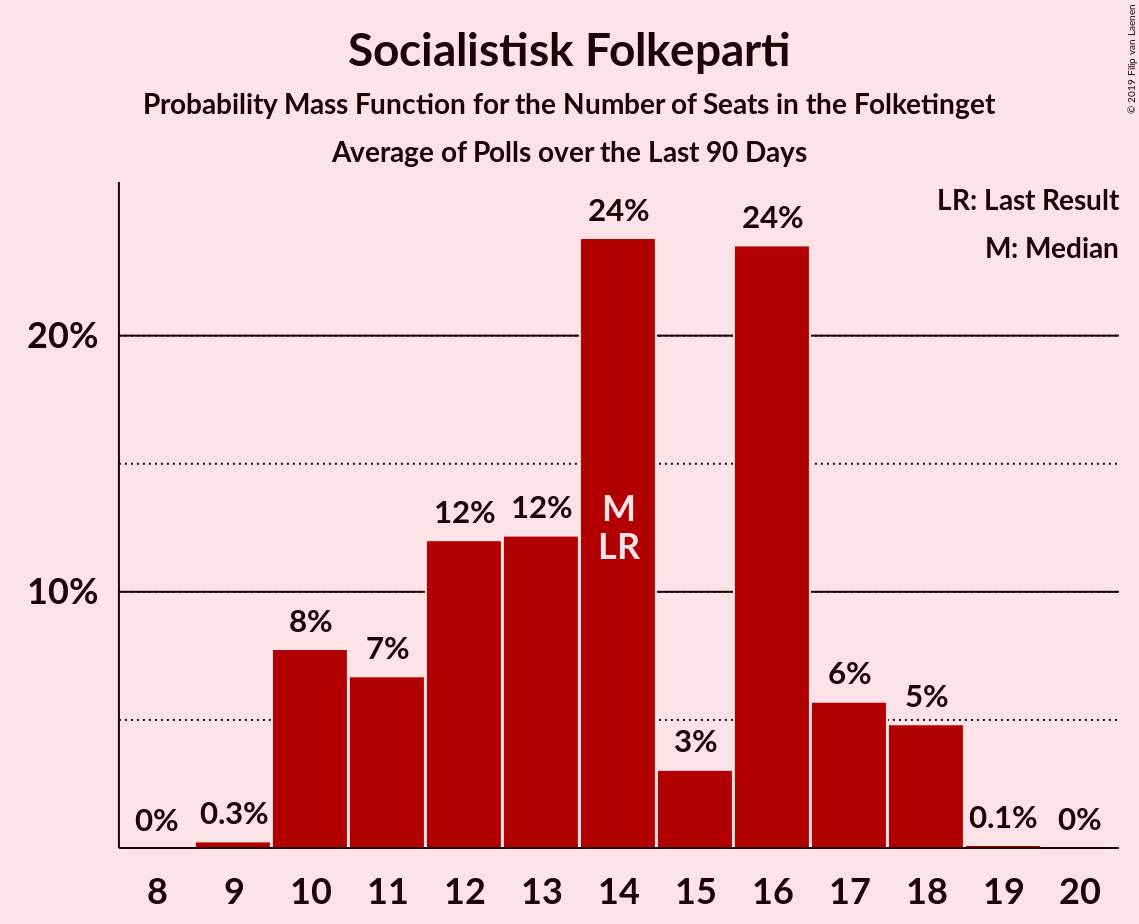 Socialistisk Folkeparti
Probability Mass Function for the Number of Seats in the Folketinget
Average of Polls over the Last 90 Days
© 2019 Filip van Laenen
LR: Last Result
M: Median
24%
24%
20%
12%
12%
M
LR
10%
8%
7%
6%
5%
3%
0%
0.3%
0.1%
0%
8 9 10 11 12 13 14 15 16 17 18 19 20